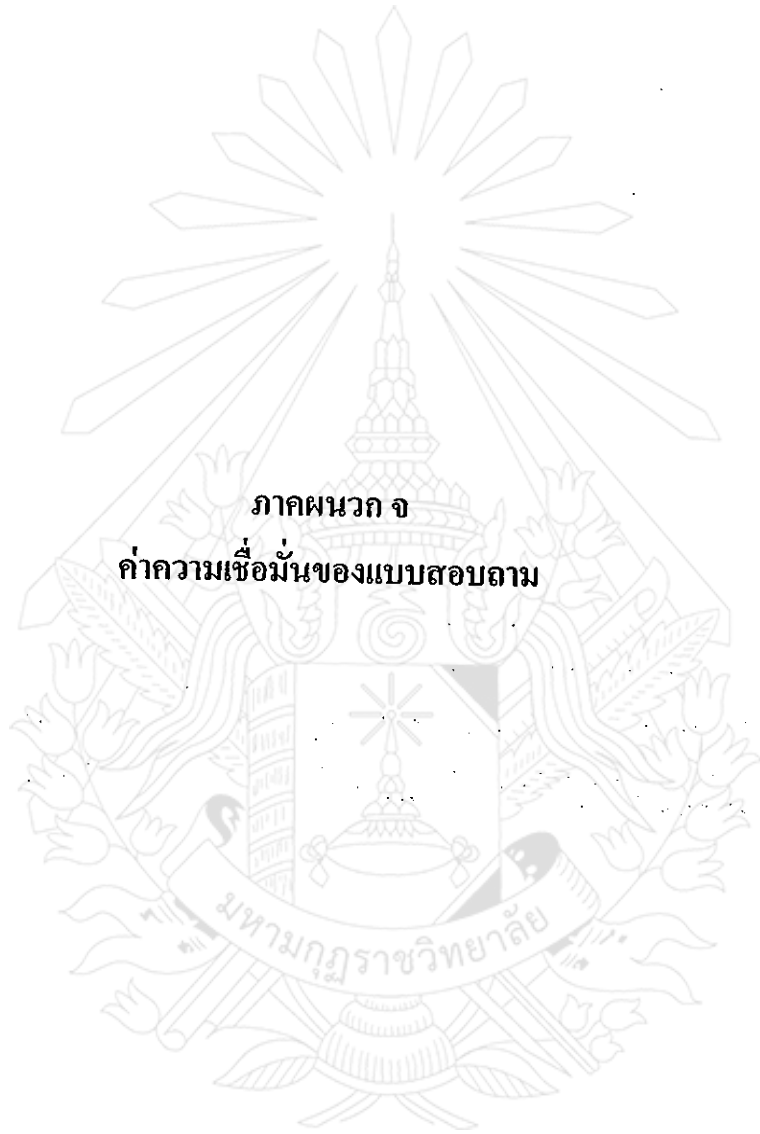 ภาคผนวก จ
ค่าความเชื่อมั่นของแบบสอบถาม
มหามกุฏราชวิทยาลัย